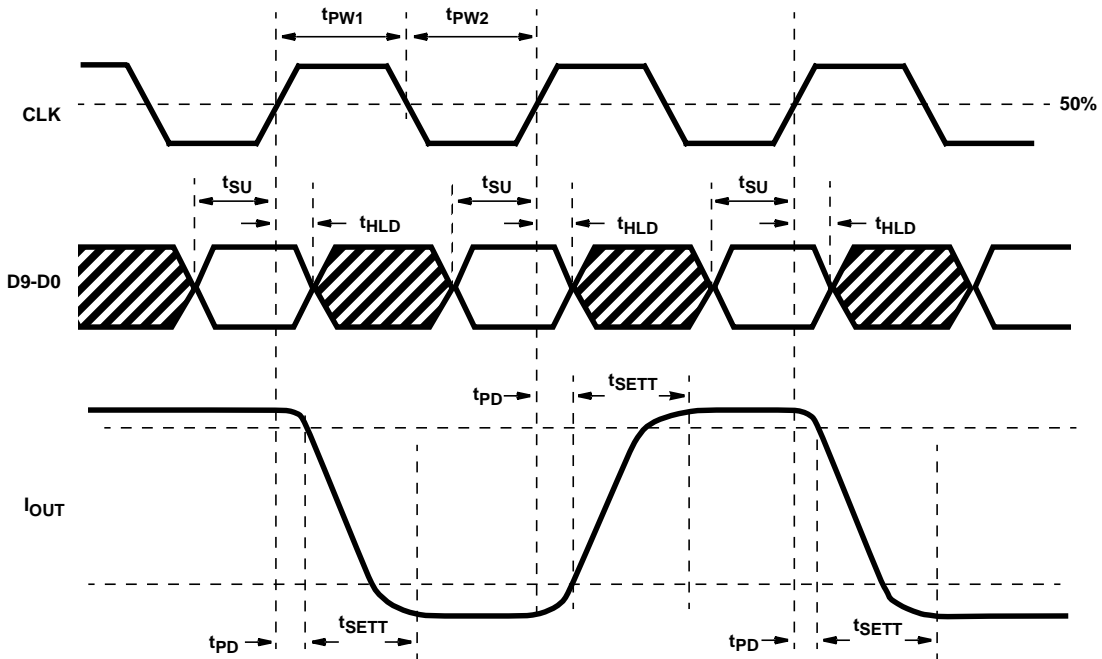 tPW1 tPW2
CLK
50%
tSU tSU tSU
tHLD tHLD tHLD
D9-D0
tPD tSETT
IOUT
tPD tSETT tPD tSETT